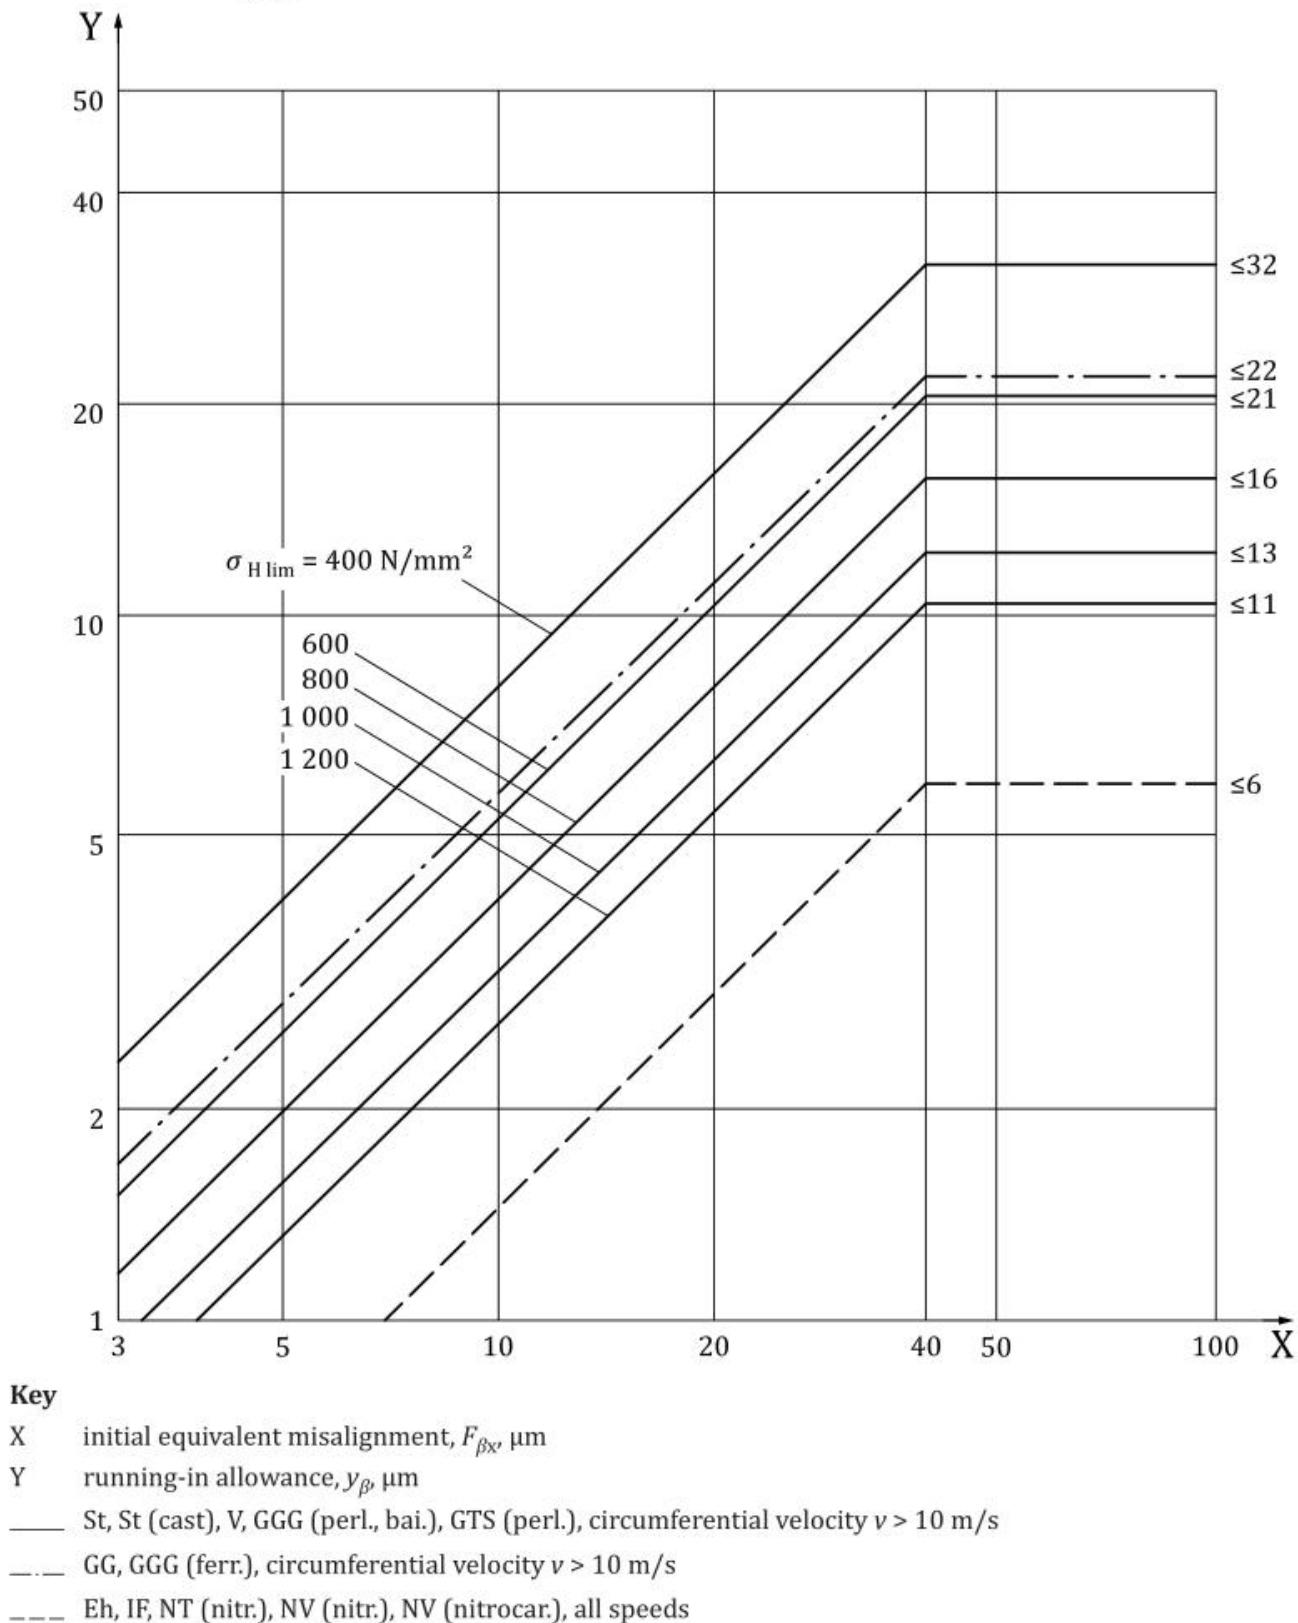 Y
50
40
20
10
5
2
1
≤32
≤22
≤21
≤16
≤13
≤11
≤6
σ H lim = 400 N/mm²
600
800
1 000
1 200
3 5 10 20 40 50 100 X
Key
X initial equivalent misalignment, Fβx, μm
Y running-in allowance, yβ, μm
St, St (cast), V, GGG (perl., bai.), GTS (perl.), circumferential velocity v > 10 m/s
GG, GGG (ferr.), circumferential velocity v > 10 m/s
Eh, IF, NT (nitr.), NV (nitr.), NV (nitrocar.), all speeds